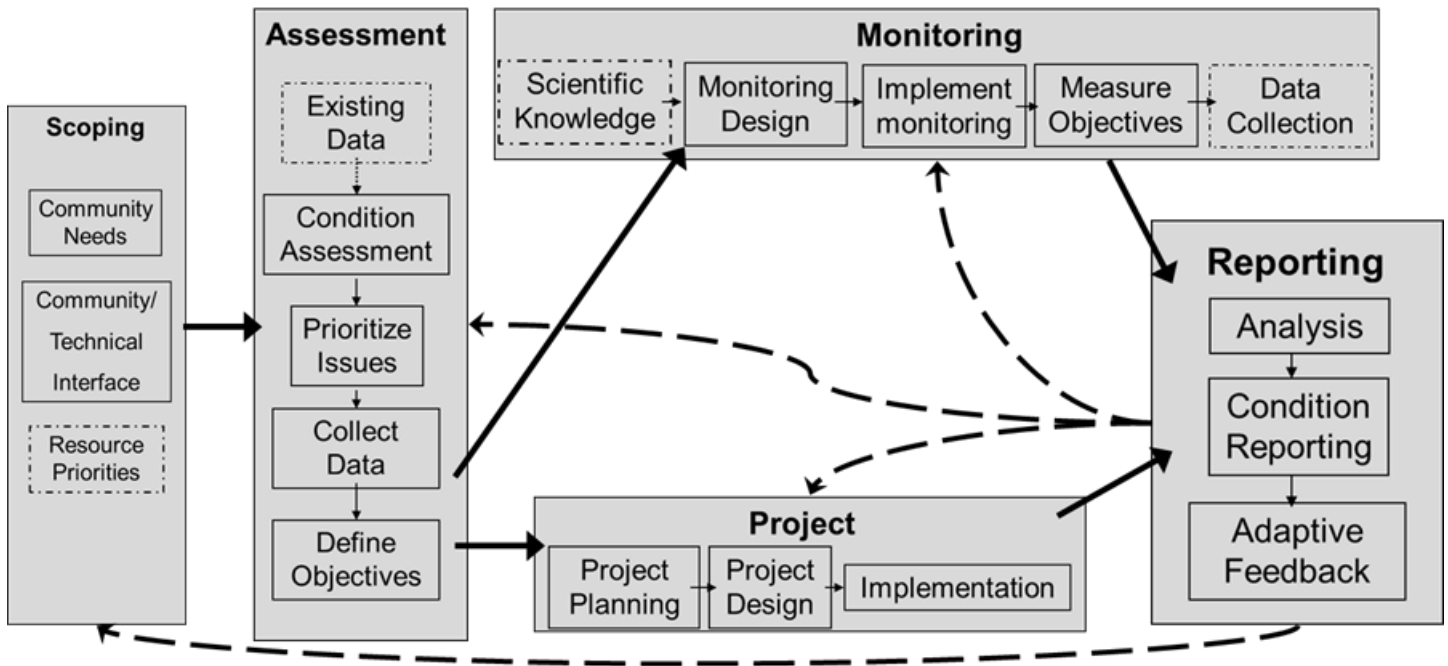 Scoping
Community
Needs
Community/
Technical
Interface
Resource
Priorities
Assessment
Existing
Data
Condition
Assessment
Prioritize
Issues
Collect
Data
Define
Objectives
Monitoring
Scientific
Knowledge
Monitoring
Design
Implement
monitoring
Measure
Objectives
Data
Collection
Project
Project
Planning
Project
Design
Implementation
Reporting
Analysis
Condition
Reporting
Adaptive
Feedback